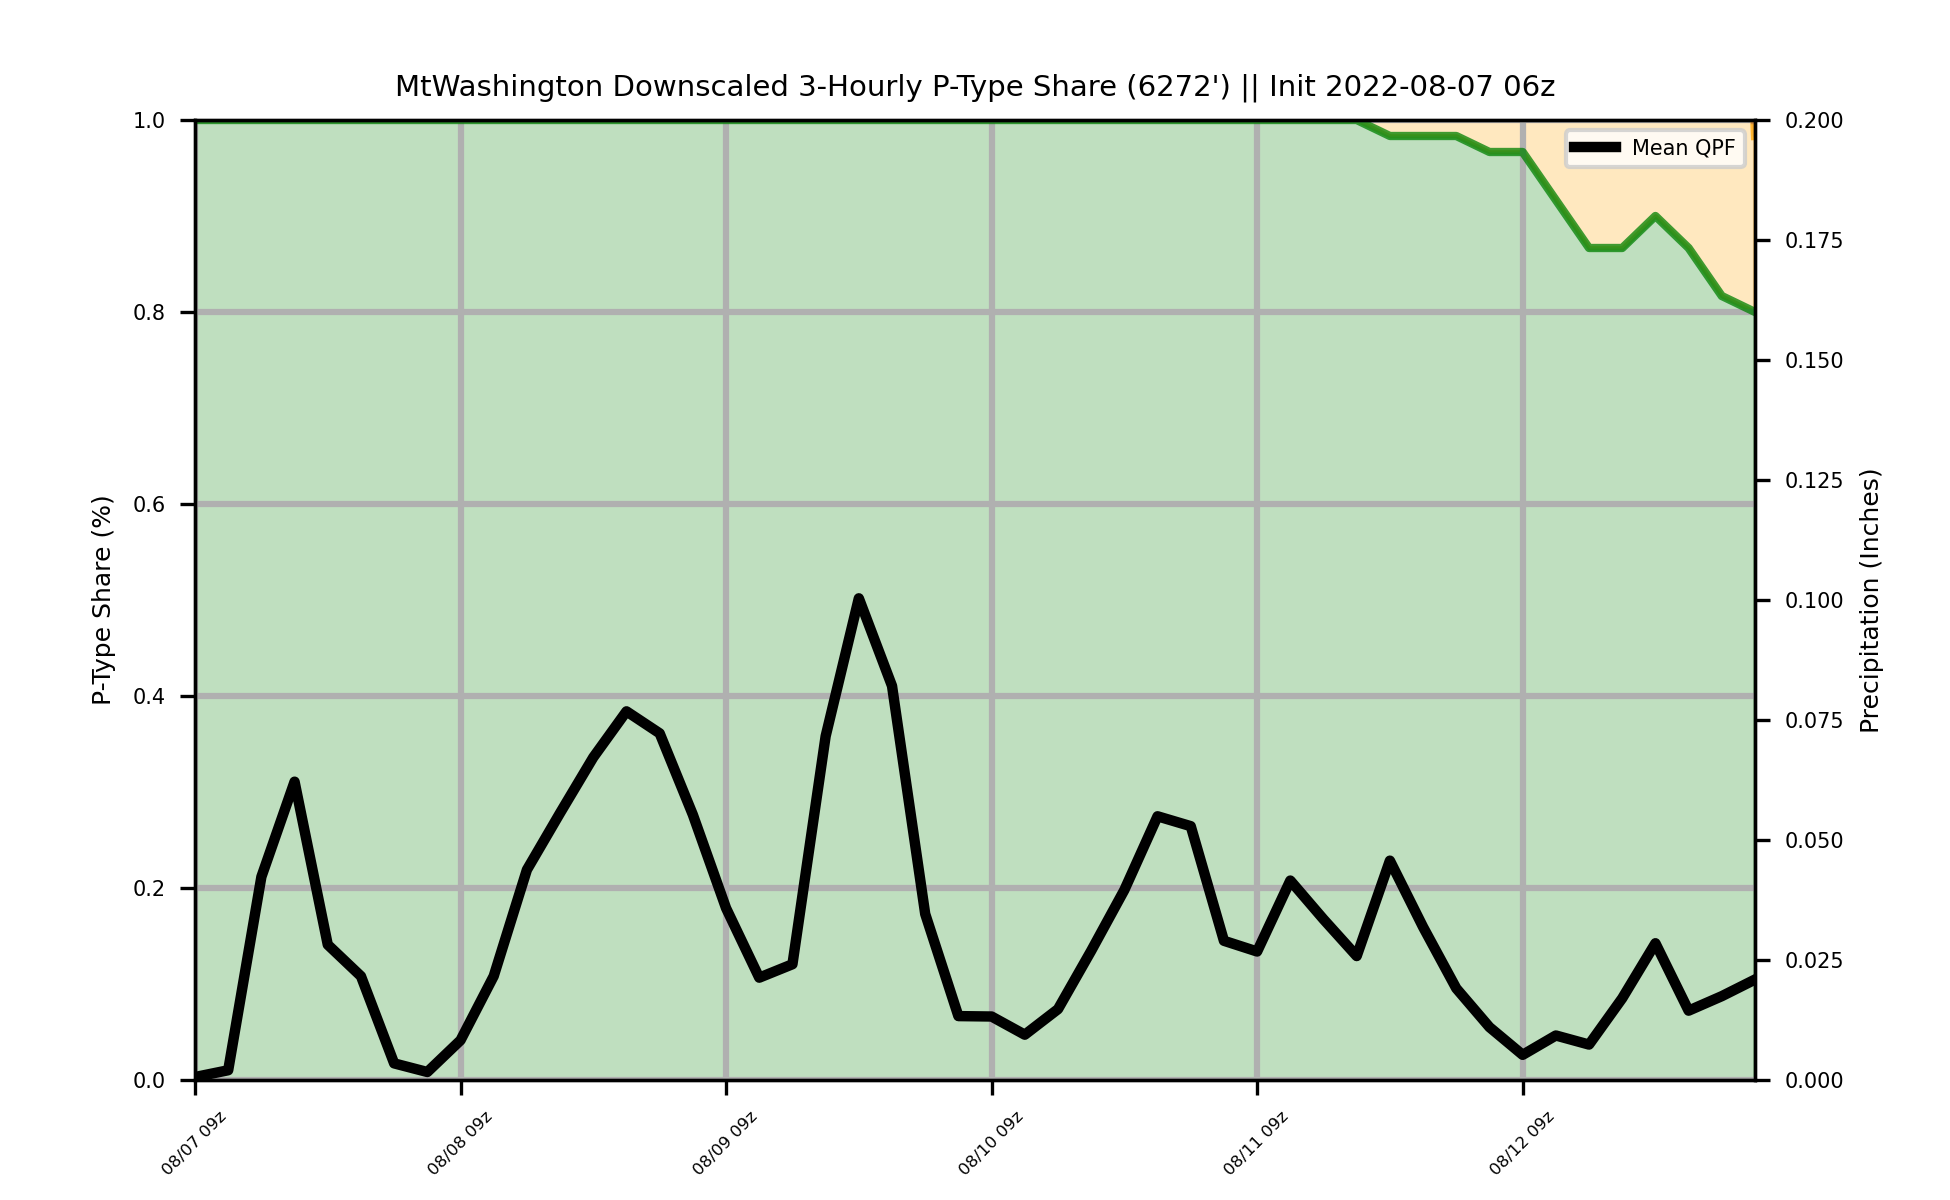 MtWashington Downscaled 3-Hourly P-Type Share (6272') || Init 2022-08-07 06z
Mean QPF
P-Type Share (%)
1.0
0.8
0.6
0.4
0.2
0.0
0.200
0.175
0.150
0.125
0.100
0.075
0.050
0.025
0.000
Precipitation (Inches)
08/07 09z
08/08 09z
08/09 09z
08/10 09z
08/11 09z
08/12 09z